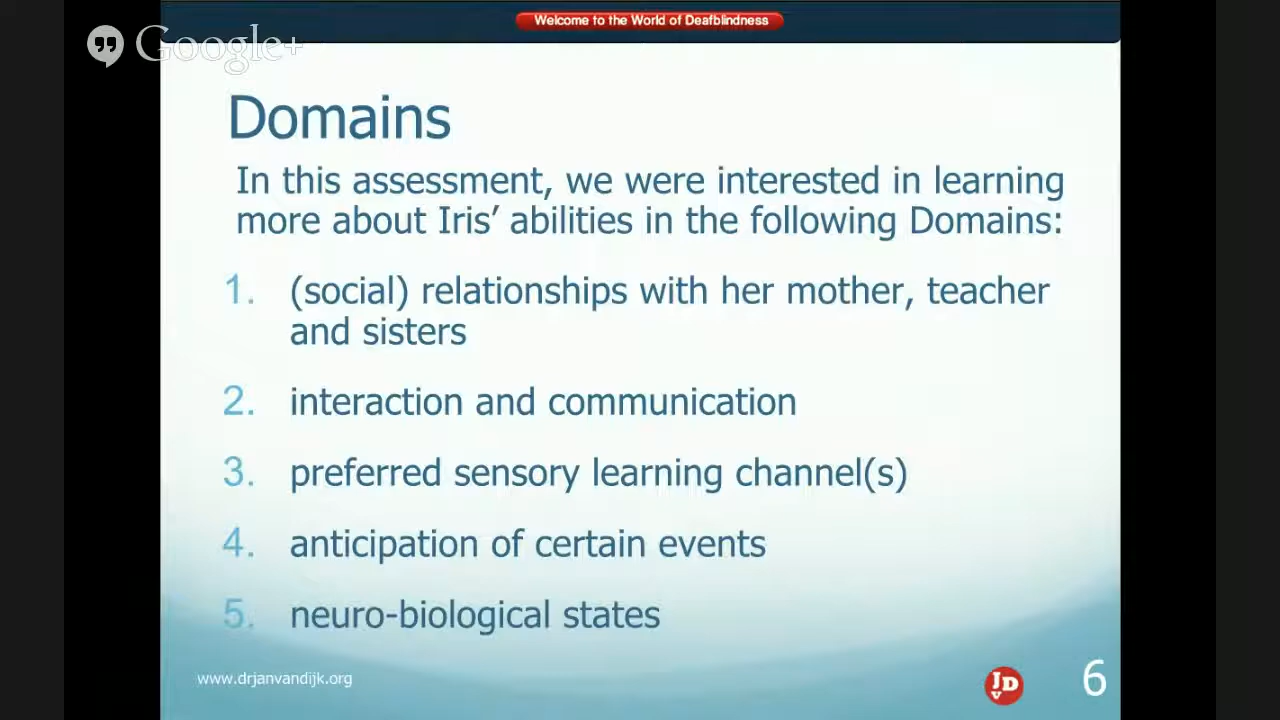 Welcome to the World of Deafblindness
Google+
Domains
In this assessment, we were interested in learning
more about Iris’ abilities in the following Domains:
1. (social) relationships with her mother, teacher
and sisters
2. interaction and communication
3. preferred sensory learning channel(s)
4. anticipation of certain events
5. neuro-biological states
www.drjanvandijk.org
JvD
6